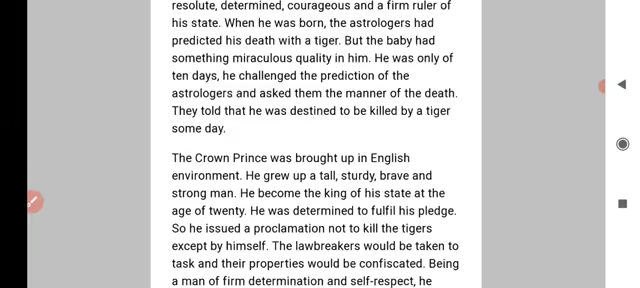 resolute, determined, courageous and a firm ruler of
his state. When he was born, the astrologers had
predicted his death with a tiger. But the baby had
something miraculous quality in him. He was only of
ten days, he challenged the prediction of the
astrologers and asked them the manner of the death.
They told that he was destined to be killed by a tiger
some day.
The Crown Prince was brought up in English
environment. He grew up a tall, sturdy, brave and
strong man. He become the king of his state at the
age of twenty. He was determined to fulfil his pledge.
So he issued a proclamation not to kill the tigers
except by himself. The lawbreakers would be taken to
task and their properties would be confiscated. Being
a man of firm determination and self-respect, he